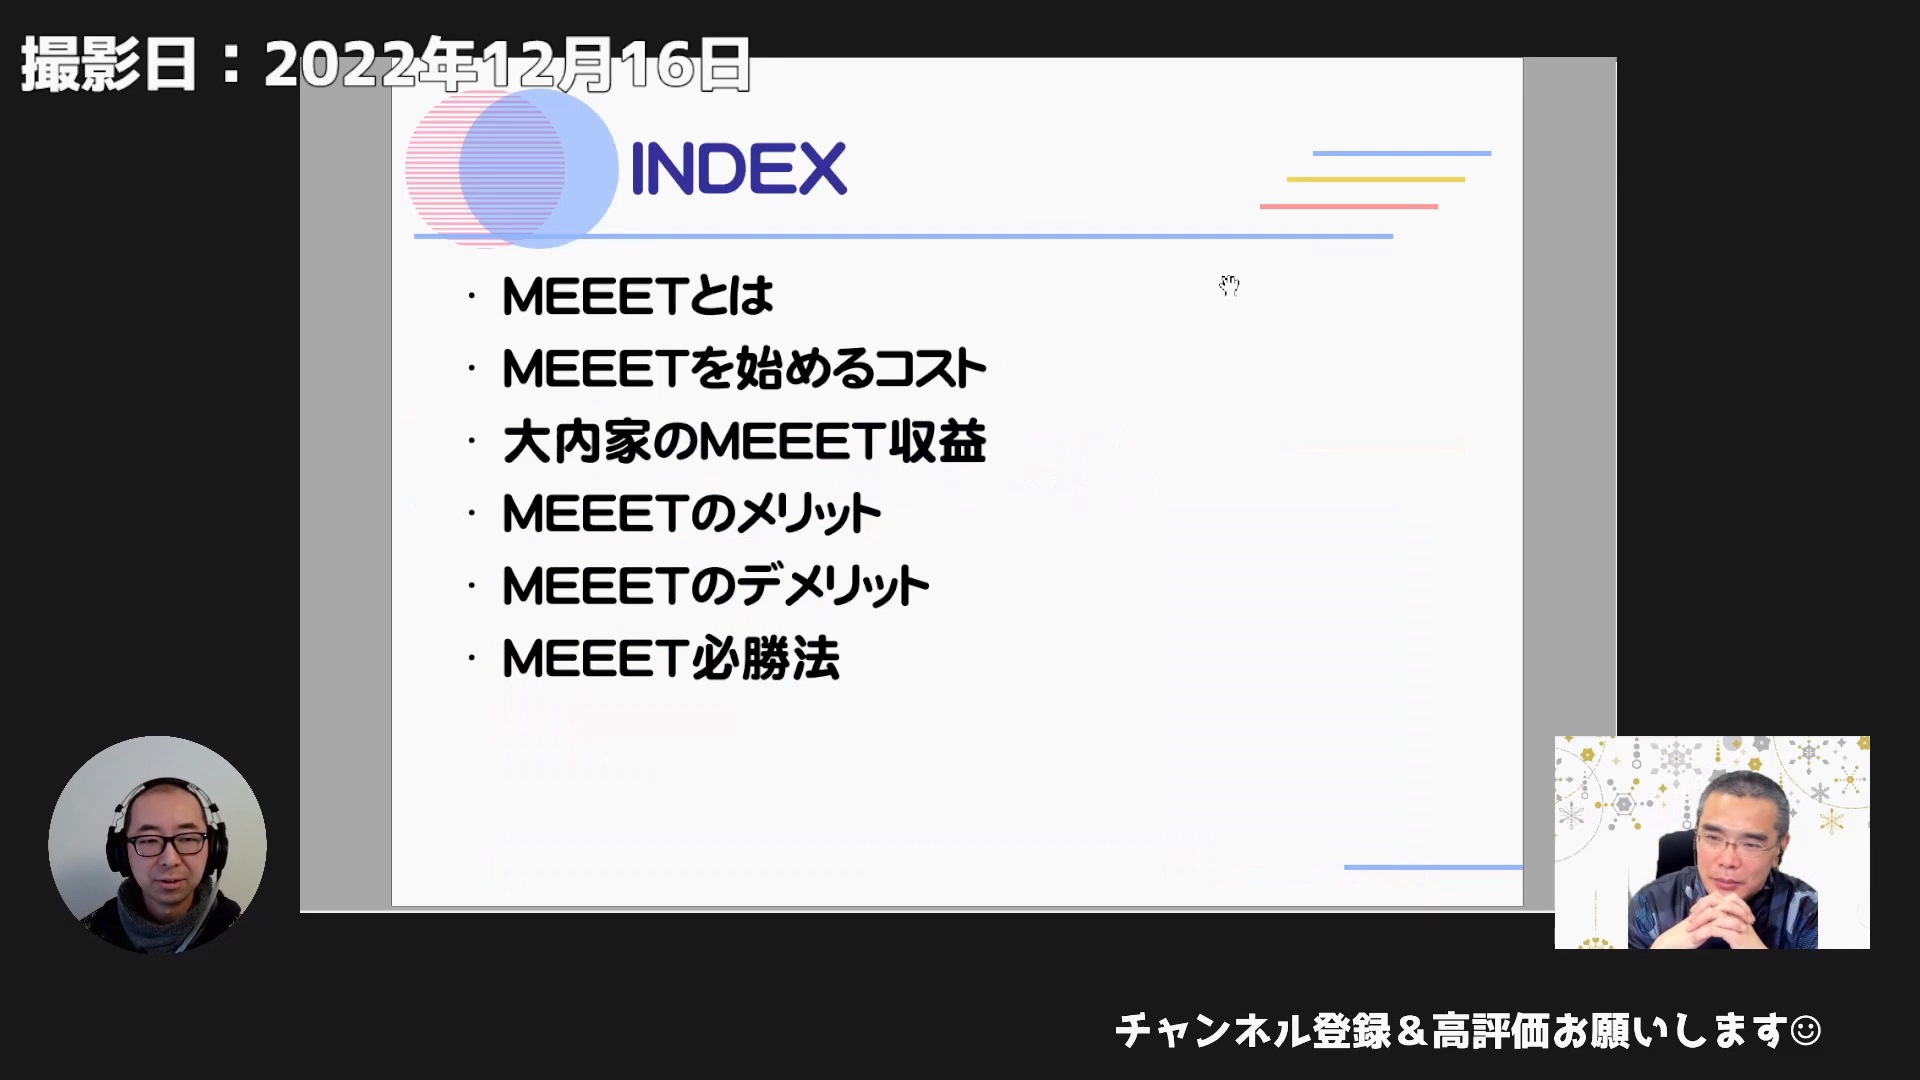 撮影日：2022年12月16日
INDEX
・MEEETとは
・MEEETを始めるコスト
・大内家のMEEET収益
・MEEETのメリット
・MEEETのデメリット
・MEEET必勝法
チャンネル登録＆高評価お願いします☺